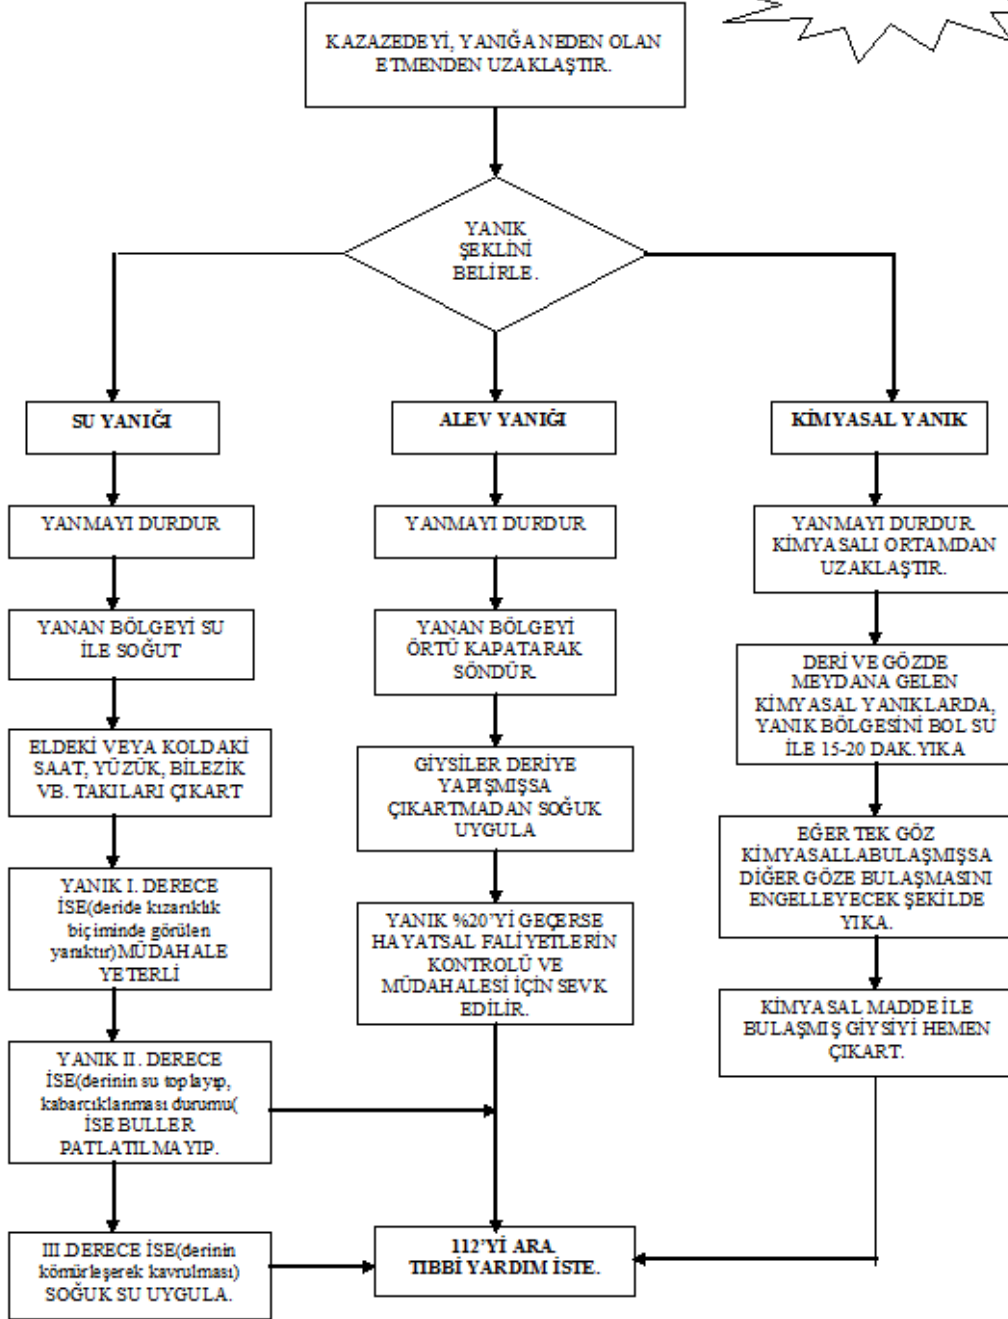 KAZAZEDEYİ, YANIĞA NEDEN OLAN
ETMENDEN UZAKLAŞTIR.
YANIK
ŞEKLİNİ
BELİRLE.
SU YANIĞI
YANMAYI DURDUR
YANAN BÖLGEYİ SU
İLE SOĞUT
ELDEKİ VEYA KOLDAKİ
SAAT, YÜZÜK, BİLEZİK
VB. TAKILARI ÇIKART
YANIK I. DERECE
İSE(deride kızarıklık
biçiminde görülen
yanıktır)MÜDAHALE
YETERLİ
YANIK II. DERECE
İSE(derinin su toplayıp,
kabarcıklanması durumu(
İSE BULLER
PATLATILMAYIP.
III.DERECE İSE(derinin
kömürleşerek kavrulması)
SOĞUK SU UYGULA.
ALEV YANIĞI
YANMAYI DURDUR
YANAN BÖLGEYİ
ÖRTÜ KAPATARAK
SÖNDÜR.
GİYSİLER DERİYE
YAPIŞMIŞSA
ÇIKARTMADAN SOĞUK
UYGULA
YANIK %20'Yİ GEÇERSE
HAYATSAL FALİYETLERİN
KONTROLÜ VE
MÜDAHALESİ İÇİN SEVK
EDİLİR.
KİMYASAL YANIK
YANMAYI DURDUR.
KİMYASALI ORTAMDAN
UZAKLAŞTIR.
DERİ VE GÖZDE
MEYDANA GELEN
KİMYASAL YANIKLARDA,
YANIK BÖLGESİNİ BOL SU
İLE 15-20 DAK.YIKA
EĞER TEK GÖZ
KİMYASALLABULAŞMIŞSA
DİĞER GÖZE BULAŞMASINI
ENGELLEYECEK ŞEKİLDE
YIKA.
KİMYASAL MADDE İLE
BULAŞMIŞ GİYSİYİ HEMEN
ÇIKART.
112'Yİ ARA.
TIBBİ YARDIM İSTE.